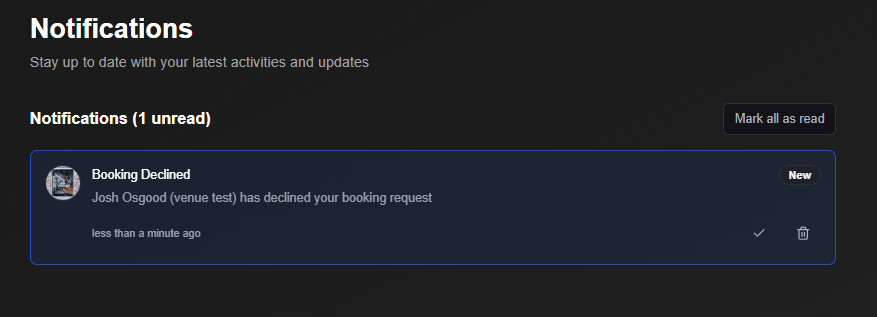 Notifications
Stay up to date with your latest activities and updates
Notifications (1 unread)
Mark all as read
Booking Declined
New
Josh Osgood (venue test) has declined your booking request
less than a minute ago